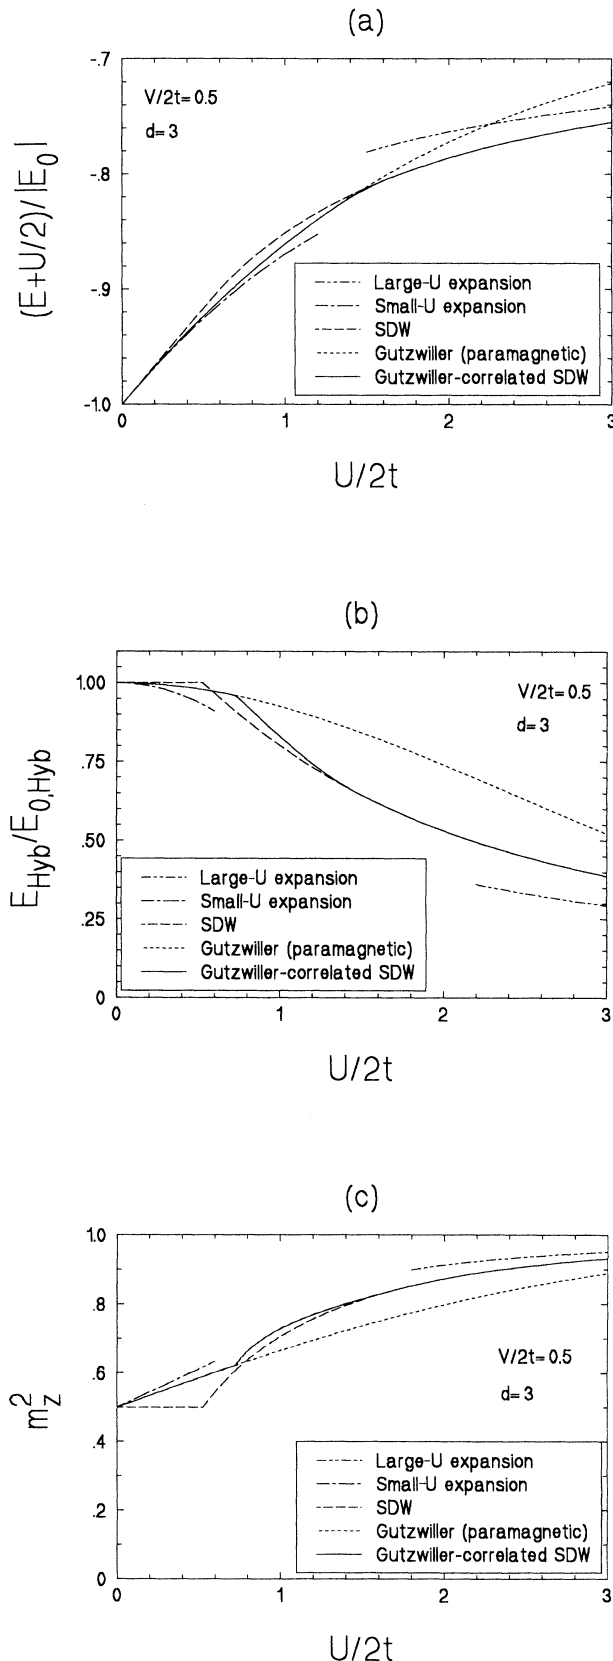 (a)
(E+U/2)/|E₀|
-.7
-.8
-.9
-1.0
V/2t=0.5
d=3
Large-U expansion
Small-U expansion
SDW
Gutzwiller (paramagnetic)
Gutzwiller-correlated SDW
0 1 2 3
U/2t
(b)
E_Hyb/E_0,Hyb
1.00
0.75
.50
0.25
0
V/2t=0.5
d=3
Large-U expansion
Small-U expansion
SDW
Gutzwiller (paramagnetic)
Gutzwiller-correlated SDW
0 1 2 3
U/2t
(c)
m_z^2
1.0
.8
.6
.4
.2
0
V/2t=0.5
d=3
Large-U expansion
Small-U expansion
SDW
Gutzwiller (paramagnetic)
Gutzwiller-correlated SDW
0 1 2 3
U/2t